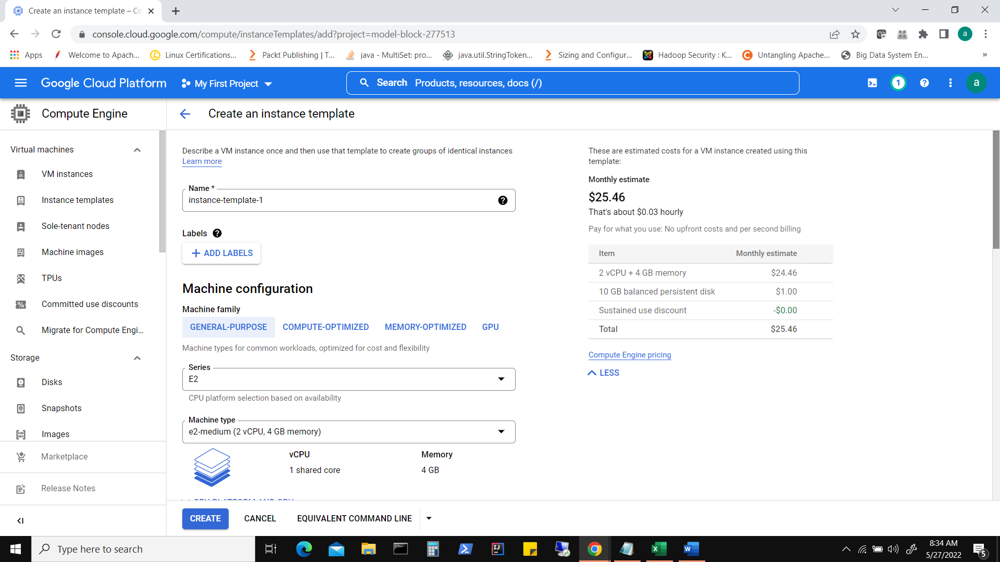 Create an instance template – Co
console.cloud.google.com/compute/instanceTemplates/add?project=model-block-277513
a
Apps
Welcome to Apach...
Linux Certifications...
Packt Publishing | T...
java - MultiSet: pro...
java.util.StringToken...
Sizing and Configur...
Hadoop Security : K...
Untangling Apache...
Big Data System En...
»
Google Cloud Platform
My First Project
Search Products, resources, docs (/)
1
a
Compute Engine
Create an instance template
Virtual machines
VM instances
Instance templates
Sole-tenant nodes
Machine images
TPUs
Committed use discounts
Migrate for Compute Engi...
Storage
Disks
Snapshots
Images
Marketplace
Release Notes
Describe a VM instance once and then use that template to create groups of identical instances
Learn more
Name *
instance-template-1
Labels
ADD LABELS
Machine configuration
Machine family
GENERAL-PURPOSE
COMPUTE-OPTIMIZED
MEMORY-OPTIMIZED
GPU
Machine types for common workloads, optimized for cost and flexibility
Series
E2
CPU platform selection based on availability
Machine type
e2-medium (2 vCPU, 4 GB memory)
vCPU
Memory
1 shared core
4 GB
CPU PLATFORM AND GPU
CREATE
CANCEL
EQUIVALENT COMMAND LINE
These are estimated costs for a VM instance created using this
template:
Monthly estimate
$25.46
That's about $0.03 hourly
Pay for what you use: No upfront costs and per second billing
Item Monthly estimate
2 vCPU + 4 GB memory $24.46
10 GB balanced persistent disk $1.00
Sustained use discount -$0.00
Total $25.46
Compute Engine pricing
LESS
Type here to search
8:34 AM
5/27/2022
5